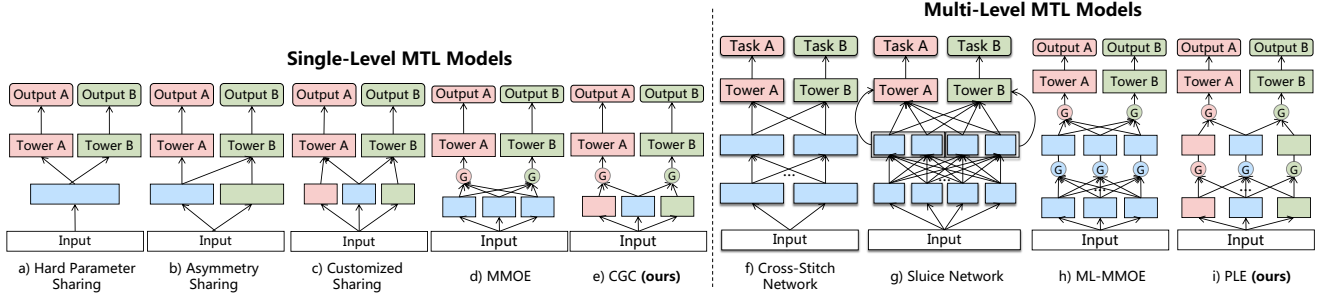 Single-Level MTL Models
Multi-Level MTL Models
Output A Output B
Tower A Tower B
Input
a) Hard Parameter
Sharing
Output A Output B
Tower A Tower B
Input
b) Asymmetry
Sharing
Output A Output B
Tower A Tower B
Input
c) Customized
Sharing
Output A Output B
Tower A Tower B
G G
Input
d) MMOE
Output A Output B
Tower A Tower B
G G
Input
e) CGC (ours)
Task A Task B
Tower A Tower B
...
Input
f) Cross-Stitch
Network
Task A Task B
Tower A Tower B
...
Input
g) Sluice Network
Output A Output B
Tower A Tower B
G G
G G G
...
Input
h) ML-MMOE
Output A Output B
Tower A Tower B
G G
G G G
...
Input
i) PLE (ours)